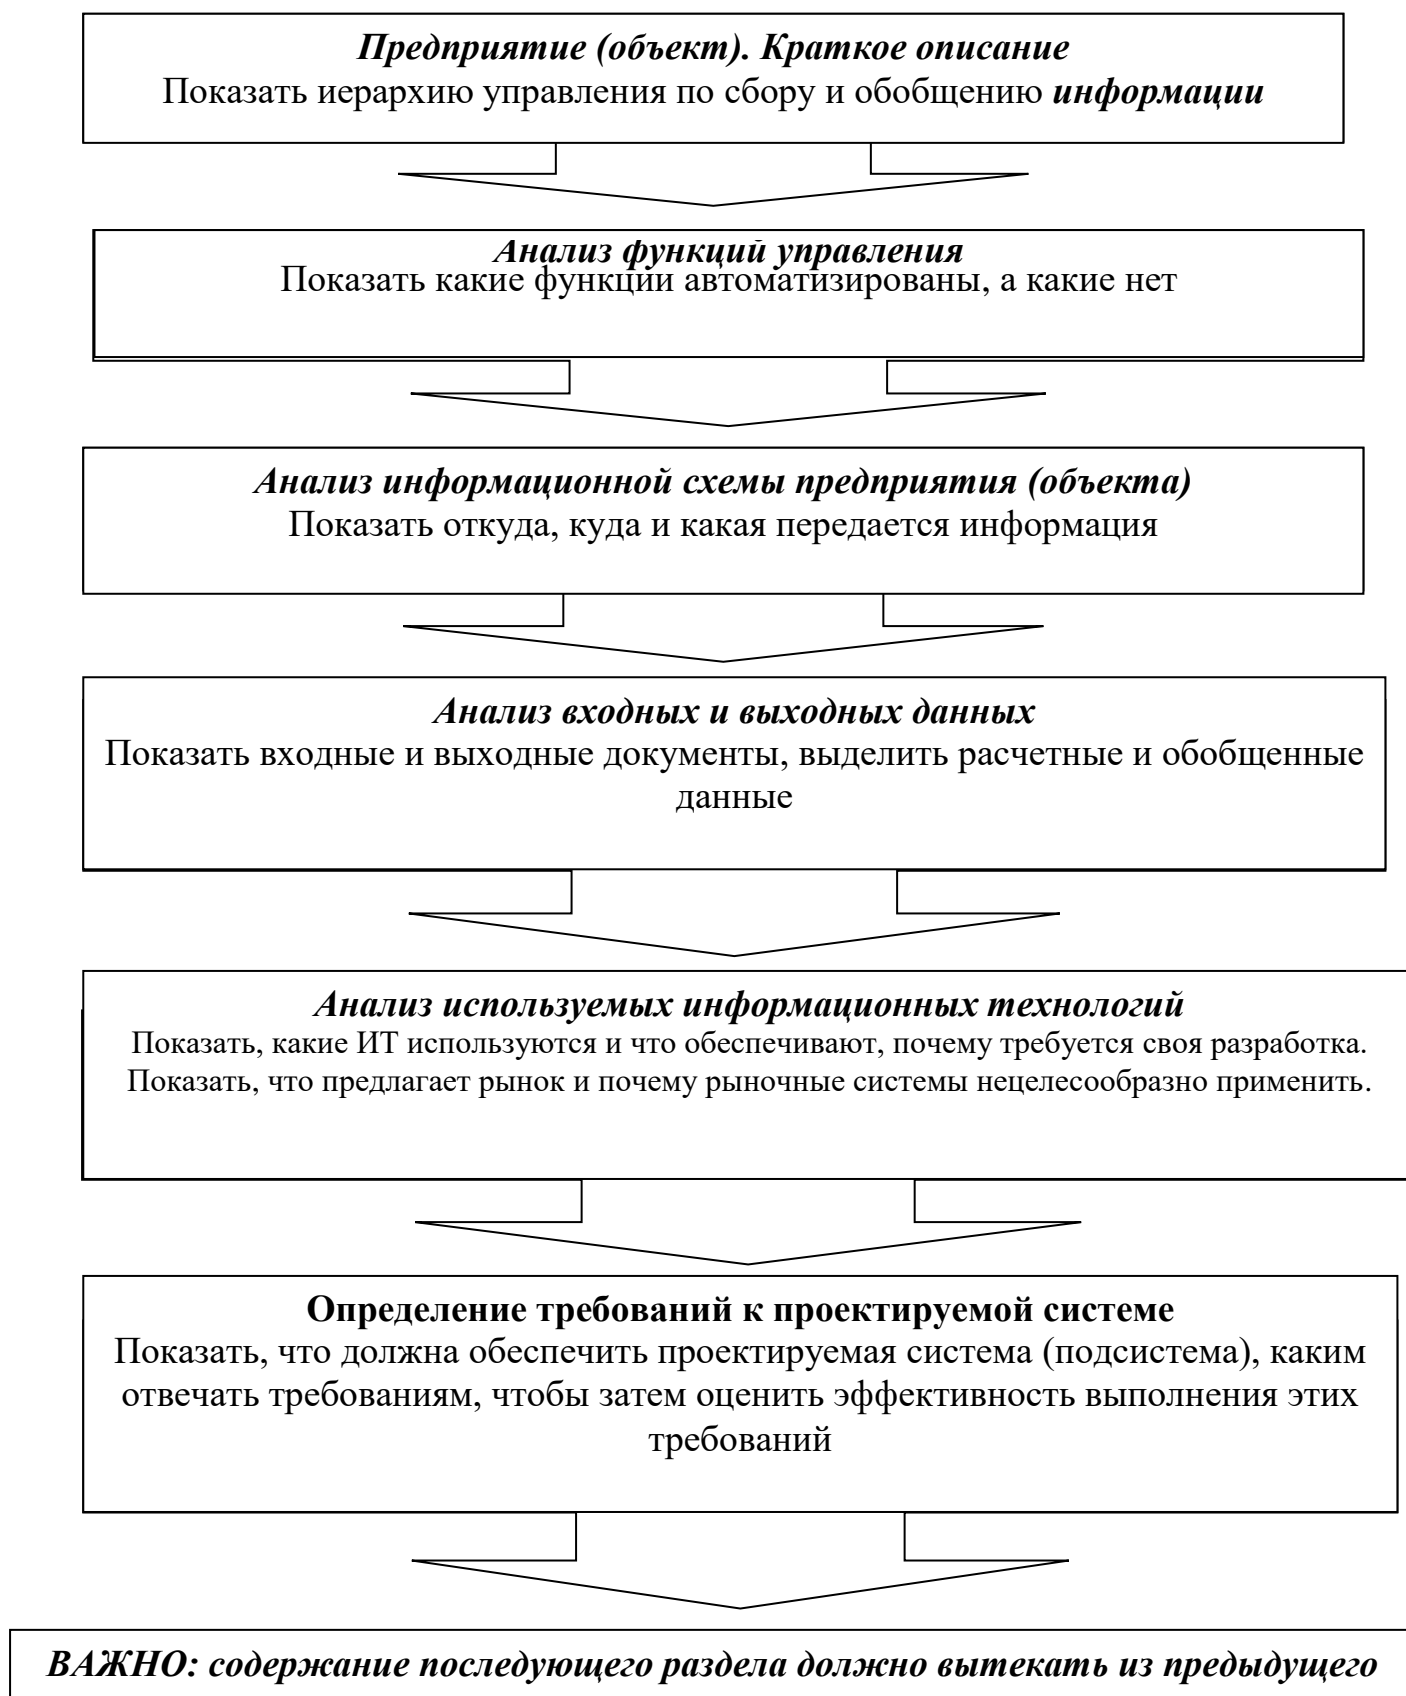 Предприятие (объект). Краткое описание
Показать иерархию управления по сбору и обобщению информации
Анализ функций управления
Показать какие функции автоматизированы, а какие нет
Анализ информационной схемы предприятия (объекта)
Показать откуда, куда и какая передается информация
Анализ входных и выходных данных
Показать входные и выходные документы, выделить расчетные и обобщенные
данные
Анализ используемых информационных технологий
Показать, какие ИТ используются и что обеспечивают, почему требуется своя разработка.
Показать, что предлагает рынок и почему рыночные системы нецелесообразно применить.
Определение требований к проектируемой системе
Показать, что должна обеспечить проектируемая система (подсистема), каким
отвечать требованиям, чтобы затем оценить эффективность выполнения этих
требований
ВАЖНО: содержание последующего раздела должно вытекать из предыдущего